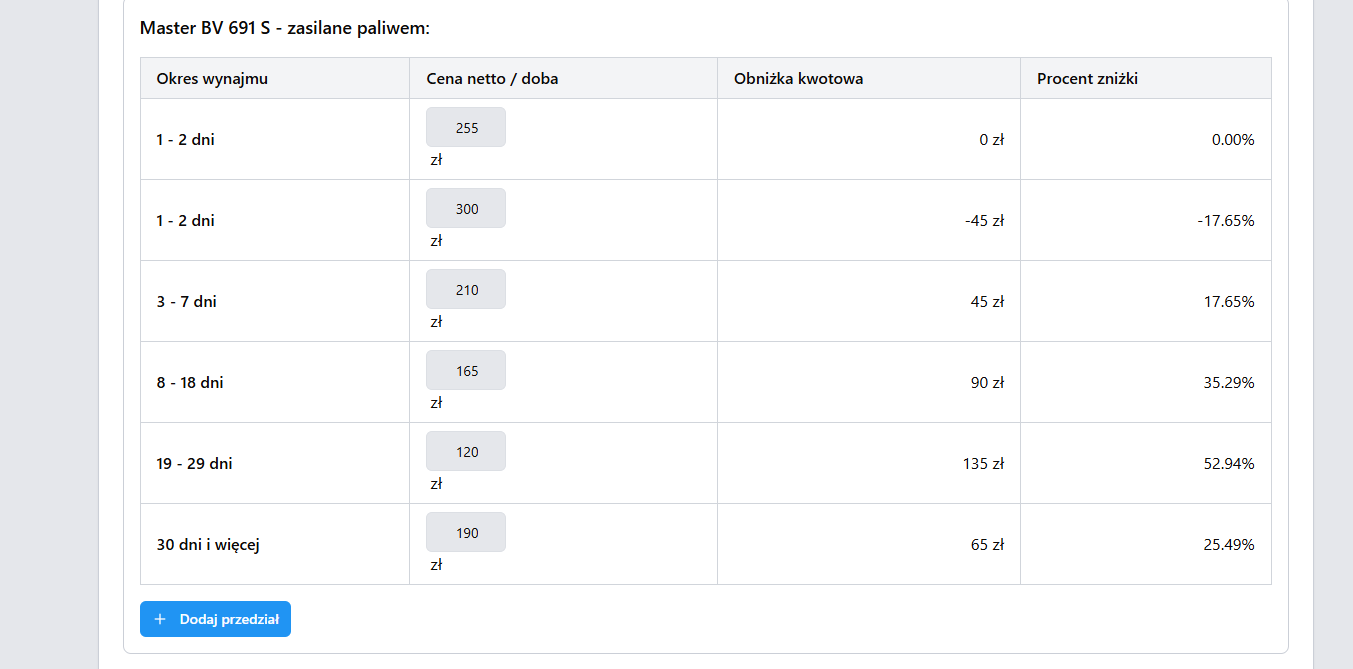 Master BV 691 S - zasilane paliwem:
Okres wynajmu Cena netto / doba Obniżka kwotowa Procent zniżki
1 - 2 dni 255 zł 0 zł 0.00%
1 - 2 dni 300 zł -45 zł -17.65%
3 - 7 dni 210 zł 45 zł 17.65%
8 - 18 dni 165 zł 90 zł 35.29%
19 - 29 dni 120 zł 135 zł 52.94%
30 dni i więcej 190 zł 65 zł 25.49%
+ Dodaj przedział